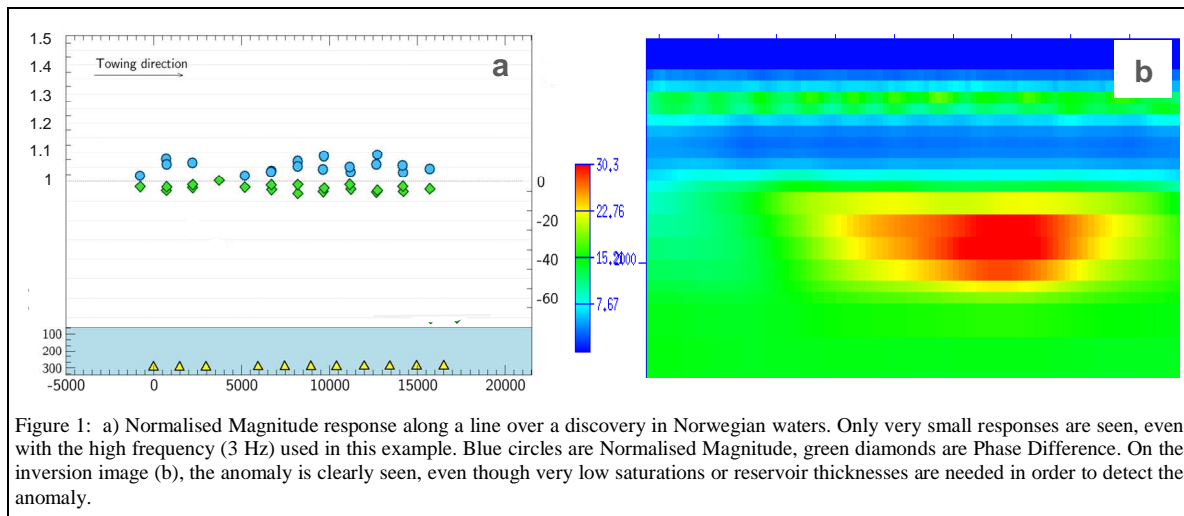 1.5
1.4
1.3
1.2
1.1
1
Towing direction
a
0
-20
-40
-60
100
200
300
-5000 0 5000 10000 15000 20000
30.3
22.76
7.67
b
Figure 1: a) Normalised Magnitude response along a line over a discovery in Norwegian waters. Only very small responses are seen, even
with the high frequency (3 Hz) used in this example. Blue circles are Normalised Magnitude, green diamonds are Phase Difference. On the
inversion image (b), the anomaly is clearly seen, even though very low saturations or reservoir thicknesses are needed in order to detect the
anomaly.